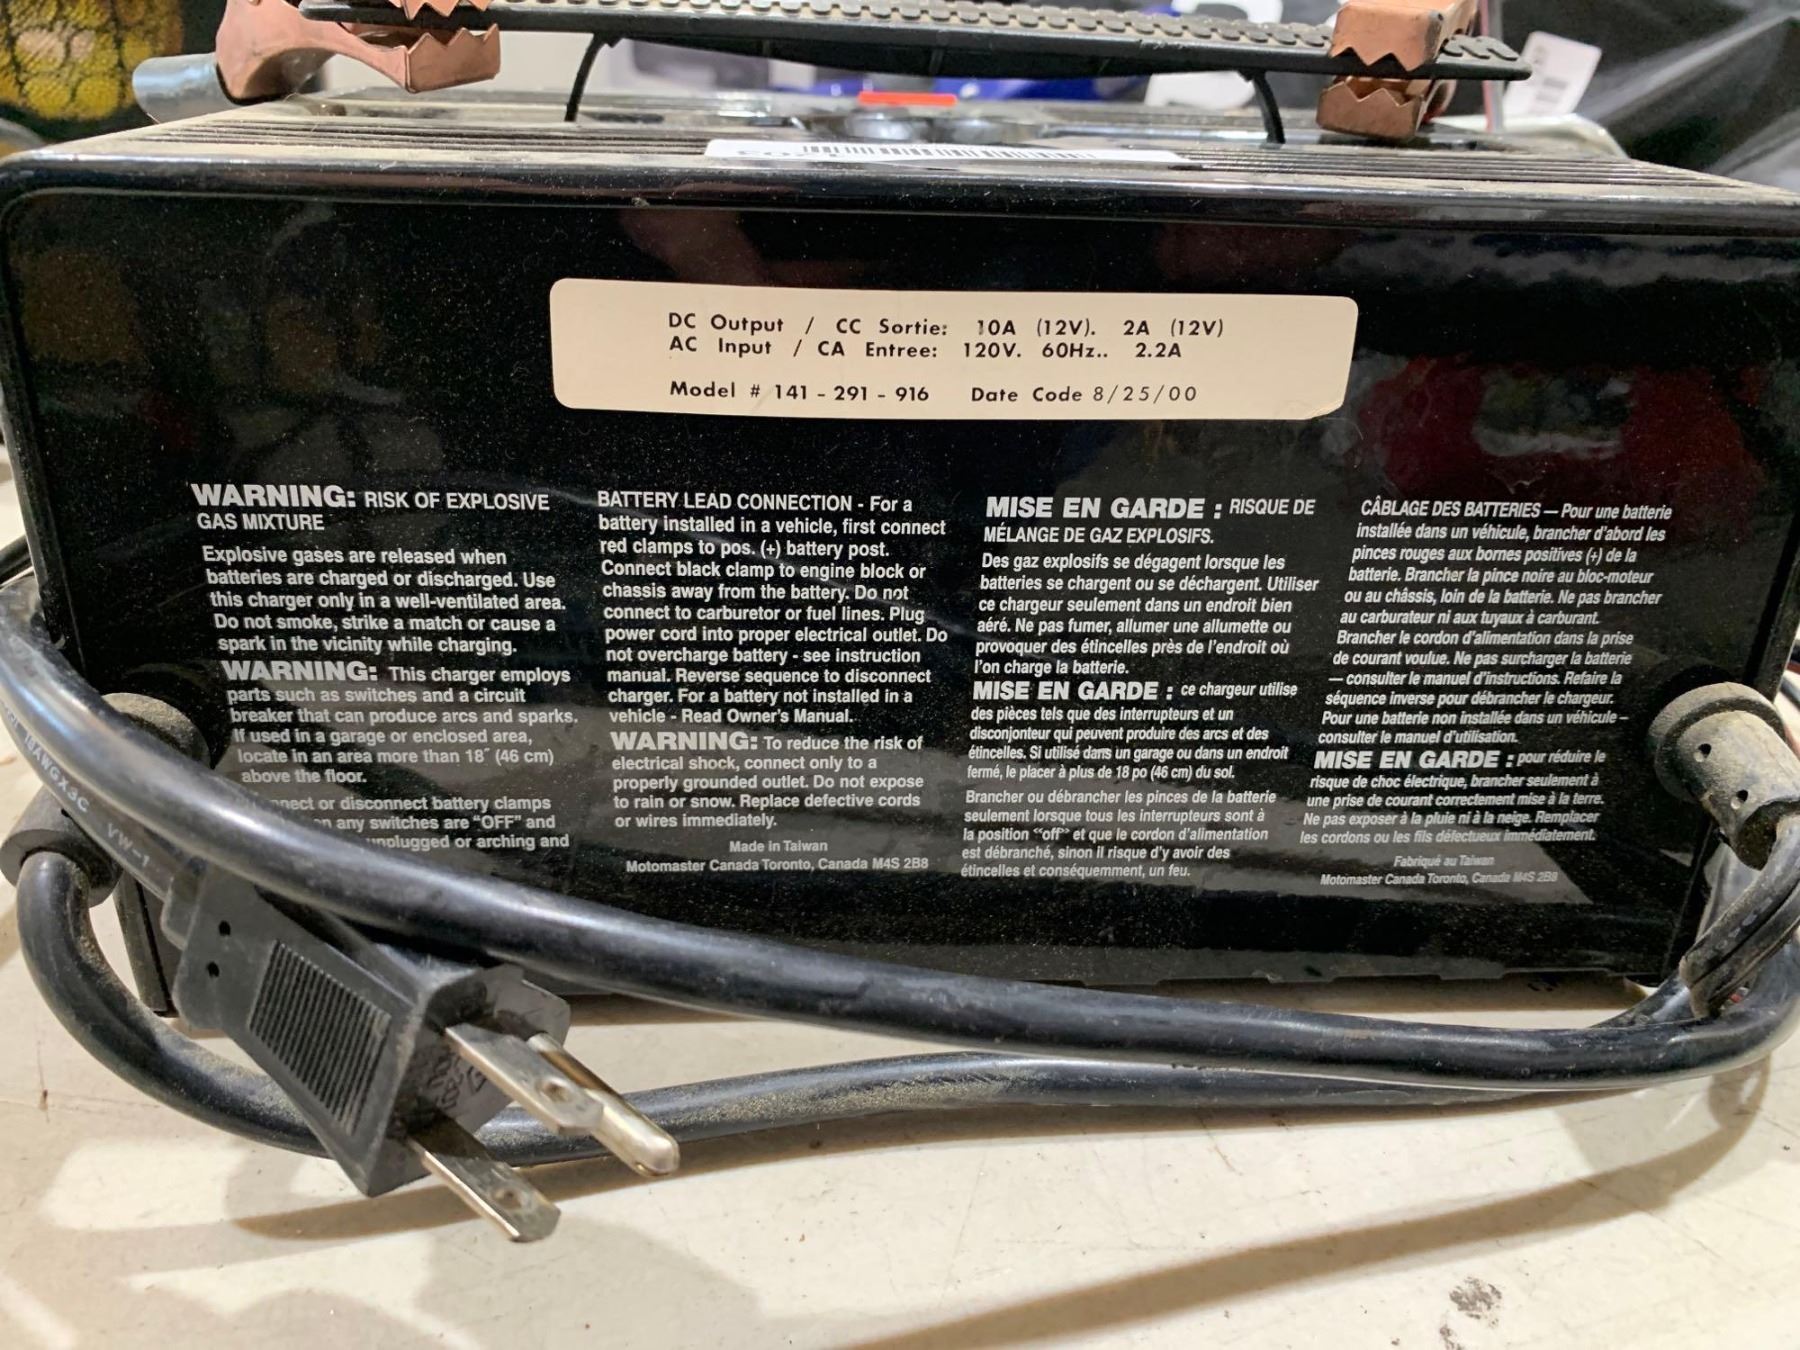 DC Output / CC Sortie: 10A (12V). 2A (12V)
AC Input / CA Entree: 120V. 60Hz.. 2.2A
Model # 141 - 291 - 916 Date Code 8/25/00
WARNING: RISK OF EXPLOSIVE
GAS MIXTURE
Explosive gases are released when
batteries are charged or discharged. Use
this charger only in a well-ventilated area.
Do not smoke, strike a match or cause a
spark in the vicinity while charging.
WARNING: This charger employs
parts such as switches and a circuit
breaker that can produce arcs and sparks.
If used in a garage or enclosed area,
locate in an area more than 18" (46 cm)
above the floor.
or disconnect battery clamps
any switches are "OFF" and
unplugged or arching and
BATTERY LEAD CONNECTION - For a
battery installed in a vehicle, first connect
red clamps to pos. (+) battery post.
Connect black clamp to engine block or
chassis away from the battery. Do not
connect to carburetor or fuel lines. Plug
power cord into proper electrical outlet. Do
not overcharge battery - see instruction
manual. Reverse sequence to disconnect
charger. For a battery not installed in a
vehicle - Read Owner's Manual.
WARNING: To reduce the risk of
electrical shock, connect only to a
properly grounded outlet. Do not expose
to rain or snow. Replace defective cords
or wires immediately.
Made in Taiwan
Motomaster Canada Toronto, Canada M4S 2B8
MISE EN GARDE : RISQUE DE
MÉLANGE DE GAZ EXPLOSIFS.
Des gaz explosifs se dégagent lorsque les
batteries se chargent ou se déchargent. Utiliser
ce chargeur seulement dans un endroit bien
aéré. Ne pas fumer, allumer une allumette ou
provoquer des étincelles près de l'endroit où
l'on charge la batterie.
MISE EN GARDE : ce chargeur utilise
des pièces tels que des interrupteurs et un
disjoncteur qui peuvent produire des arcs et des
étincelles. Si utilisé dans un garage ou dans un endroit
fermé, le placer à plus de 18 po (46 cm) du sol.
Brancher ou débrancher les pinces de la batterie
seulement lorsque tous les interrupteurs sont à
la position "off" et que le cordon d'alimentation
est débranché, sinon il risque d'y avoir des
étincelles et conséquemment, un feu.
CÂBLAGE DES BATTERIES — Pour une batterie
installée dans un véhicule, brancher d'abord les
pinces rouges aux bornes positives (+) de la
batterie. Brancher la pince noire au bloc-moteur
ou au châssis, loin de la batterie. Ne pas brancher
au carburateur ni aux tuyaux à carburant.
Brancher le cordon d'alimentation dans la prise
de courant voulue. Ne pas surcharger la batterie
— consulter le manuel d'instructions. Refaire la
séquence inverse pour débrancher le chargeur.
Pour une batterie non installée dans un véhicule –
consulter le manuel d'utilisation.
MISE EN GARDE : pour réduire le
risque de choc électrique, brancher seulement à
une prise de courant correctement mise à la terre.
Ne pas exposer à la pluie ni à la neige. Remplacer
les cordons ou les fils défectueux immédiatement.
Fabriqué au Taïwan
Motomaster Canada Toronto, Canada M4S 2B8
18AWGX3C VW-1